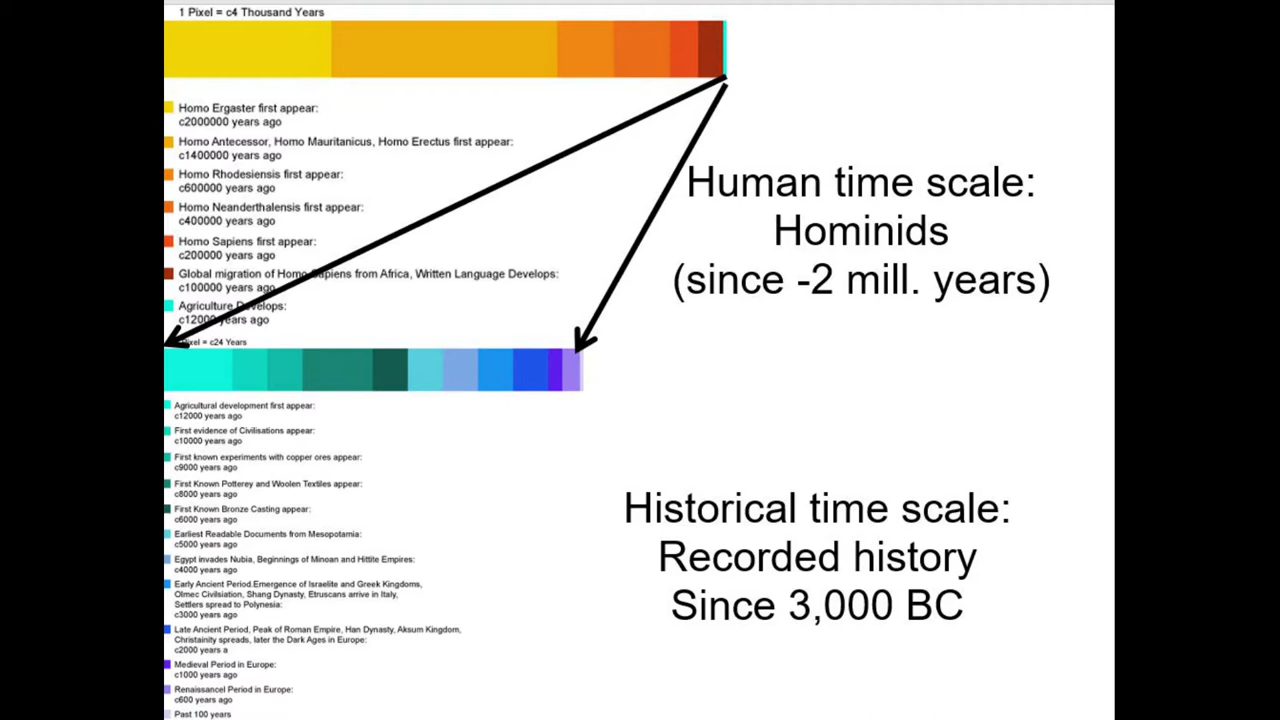 1 Pixel = c4 Thousand Years
Homo Ergaster first appear:
c2000000 years ago
Homo Antecessor, Homo Mauritanicus, Homo Erectus first appear:
c1400000 years ago
Homo Rhodesiensis first appear:
c600000 years ago
Homo Neanderthalensis first appear:
c400000 years ago
Homo Sapiens first appear:
c200000 years ago
Global migration of Homo Sapiens from Africa, Written Language Develops:
c100000 years ago
Agriculture Develops:
c12000 years ago
Human time scale:
Hominids
(since -2 mill. years)
Pixel = c24 Years
Agricultural development first appear:
c12000 years ago
First evidence of Civilisations appear:
c10000 years ago
First known experiments with copper ores appear:
c9000 years ago
First Known Potterey and Woolen Textiles appear:
c8000 years ago
First Known Bronze Casting appear:
c6000 years ago
Earliest Readable Documents from Mesopotamia:
c5000 years ago
Egypt invades Nubia, Beginnings of Minoan and Hittite Empires:
c4000 years ago
Early Ancient Period.Emergence of Israelite and Greek Kingdoms,
Olmec Civilsiation, Shang Dynasty, Etruscans arrive in Italy,
Settlers spread to Polynesia:
c3000 years ago
Late Ancient Period, Peak of Roman Empire, Han Dynasty, Aksum Kingdom,
Christainity spreads, later the Dark Ages in Europe:
c2000 years a
Medieval Period in Europe:
c1000 years ago
Renaissancel Period in Europe:
c600 years ago
Past 100 years
Historical time scale:
Recorded history
Since 3,000 BC